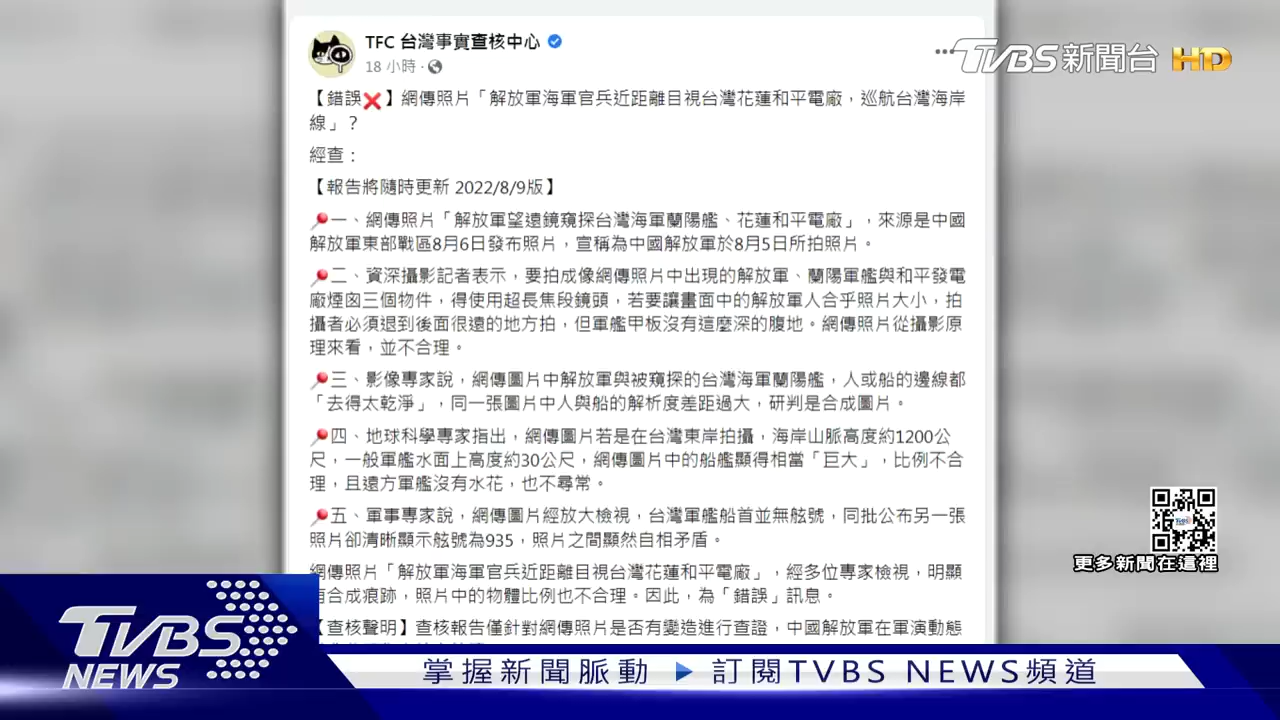 TFC 台灣事實查核中心
18 小時
TVBS新聞台 HD
【錯誤❌】網傳照片「解放軍海軍官兵近距離目視台灣花蓮和平電廠，巡航台灣海岸
線」？
經查：
【報告將隨時更新 2022/8/9版】
📍一、網傳照片「解放軍望遠鏡窺探台灣海軍蘭陽艦、花蓮和平電廠」，來源是中國
解放軍東部戰區8月6日發布照片，宣稱為中國解放軍於8月5日所拍照片。
📍二、資深攝影記者表示，要拍成像網傳照片中出現的解放軍、蘭陽軍艦與和平發電
廠煙囪三個物件，得使用超長焦段鏡頭，若要讓畫面中的解放軍人合乎照片大小，拍
攝者必須退到後面很遠的地方拍，但軍艦甲板沒有這麼深的腹地。網傳照片從攝影原
理來看，並不合理。
📍三、影像專家說，網傳圖片中解放軍與被窺探的台灣海軍蘭陽艦，人或船的邊線都
「去得太乾淨」，同一張圖片中人與船的解析度差距過大，研判是合成圖片。
📍四、地球科學專家指出，網傳圖片若是在台灣東岸拍攝，海岸山脈高度約1200公
尺，一般軍艦水面上高度約30公尺，網傳圖片中的船艦顯得相當「巨大」，比例不合
理，且遠方軍艦沒有水花，也不尋常。
📍五、軍事專家說，網傳圖片經放大檢視，台灣軍艦船首並無舷號，同批公布另一張
照片卻清晰顯示舷號為935，照片之間顯然自相矛盾。
網傳照片「解放軍海軍官兵近距離目視台灣花蓮和平電廠」，經多位專家檢視，明顯
有合成痕跡，照片中的物體比例也不合理。因此，為「錯誤」訊息。
【查核聲明】查核報告僅針對網傳照片是否有變造進行查證，中國解放軍在軍演動態
更多新聞在這裡
TVBS
NEWS
掌握新聞脈動 ▶ 訂閱TVBS NEWS頻道